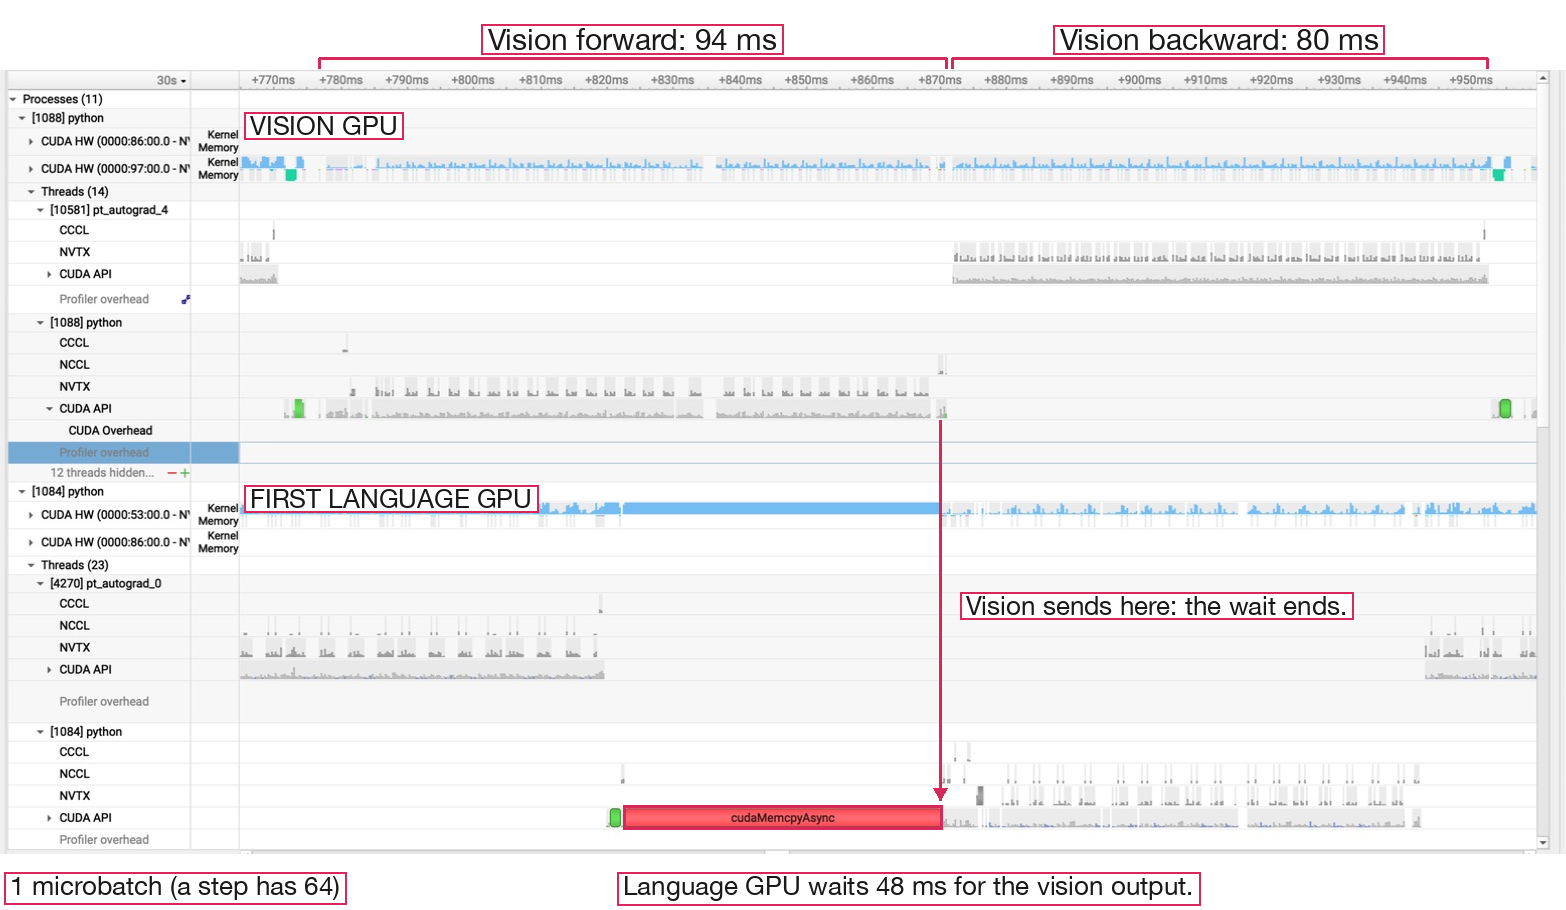 Vision forward: 94 ms
Vision backward: 80 ms
30s
+770ms +780ms +790ms +800ms +810ms +820ms +830ms +840ms +850ms +860ms +870ms +880ms +890ms +900ms +910ms +920ms +930ms +940ms +950ms
Processes (11)
[1088] python
VISION GPU
CUDA HW (0000:86:00.0 - N
Kernel
Memory
CUDA HW (0000:97:00.0 - N
Kernel
Memory
Threads (14)
[10581] pt_autograd_4
CCCL
NVTX
CUDA API
Profiler overhead
[1088] python
CCCL
NCCL
NVTX
CUDA API
CUDA Overhead
Profiler overhead
12 threads hidden...
[1084] python
FIRST LANGUAGE GPU
CUDA HW (0000:53:00.0 - N
Kernel
Memory
CUDA HW (0000:86:00.0 - N
Kernel
Memory
Threads (23)
[4270] pt_autograd_0
CCCL
Vision sends here: the wait ends.
NCCL
NVTX
CUDA API
Profiler overhead
[1084] python
CCCL
NCCL
NVTX
CUDA API
cudaMemcpyAsync
Profiler overhead
1 microbatch (a step has 64)
Language GPU waits 48 ms for the vision output.